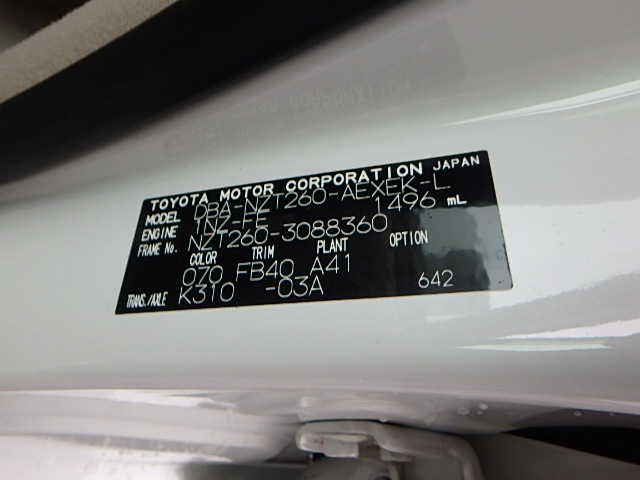 TOYOTA MOTOR CORPORATION JAPAN
MODEL DBA-NZT260-AEXEK-L
ENGINE 1NZ-FE 1496 mL
FRAME No. NZT260-3088360
COLOR TRIM PLANT OPTION
070 FB40 A41
TRANS./AXLE K310 -03A 642